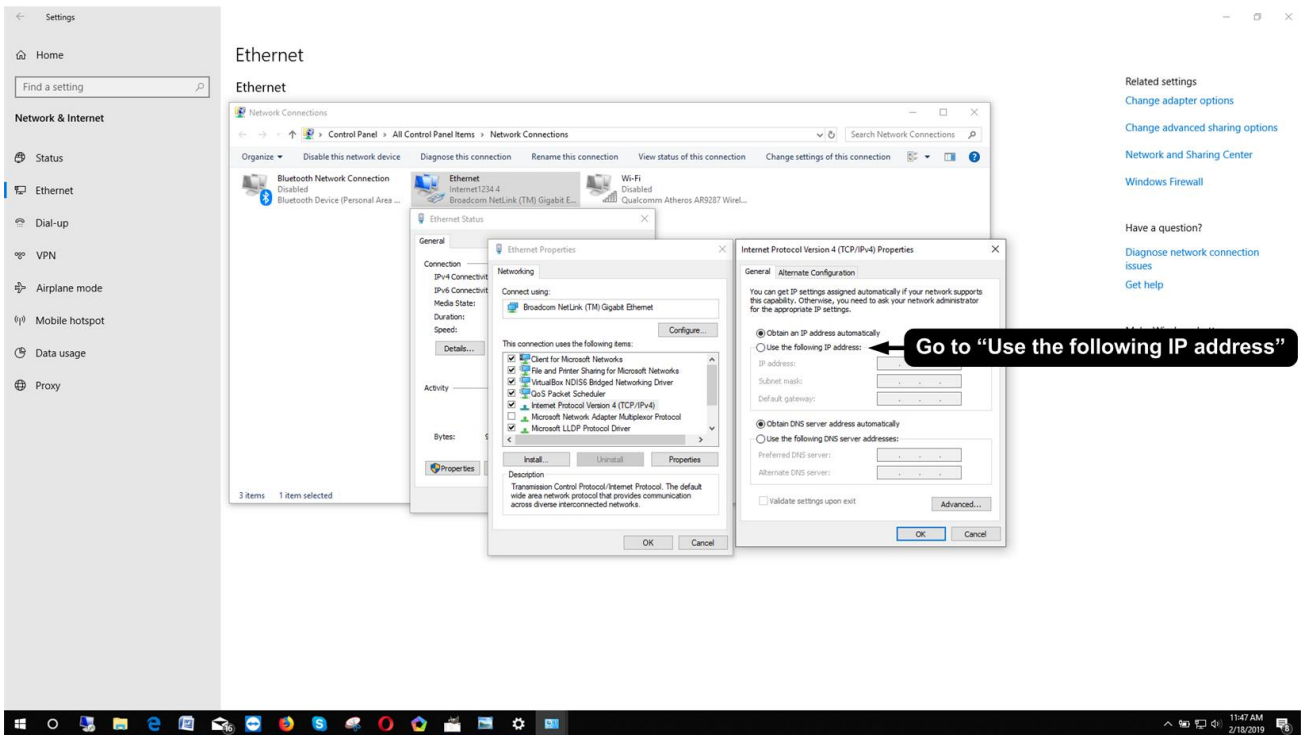 Settings
Home
Find a setting
Network & Internet
Status
Ethernet
Dial-up
VPN
Airplane mode
Mobile hotspot
Data usage
Proxy
Ethernet
Ethernet
Network Connections
Control Panel > All Control Panel Items > Network Connections
Search Network Connections
Organize
Disable this network device
Diagnose this connection
Rename this connection
View status of this connection
Change settings of this connection
Bluetooth Network Connection
Disabled
Bluetooth Device (Personal Area ...
Ethernet
Internet1234 4
Broadcom NetLink (TM) Gigabit E...
Wi-Fi
Disabled
Qualcomm Atheros AR9287 Wirel...
3 items
1 item selected
Ethernet Status
General
Connection
IPv4 Connectivit
IPv6 Connectivit
Media State:
Duration:
Speed:
Details...
Activity
Bytes:
Properties
Ethernet Properties
Networking
Connect using:
Broadcom NetLink (TM) Gigabit Ethernet
Configure...
This connection uses the following items:
Client for Microsoft Networks
File and Printer Sharing for Microsoft Networks
VirtualBox NDIS6 Bridged Networking Driver
QoS Packet Scheduler
Internet Protocol Version 4 (TCP/IPv4)
Microsoft Network Adapter Multiplexor Protocol
Microsoft LLDP Protocol Driver
Install...
Uninstall
Properties
Description
Transmission Control Protocol/Internet Protocol. The default
wide area network protocol that provides communication
across diverse interconnected networks.
OK
Cancel
Internet Protocol Version 4 (TCP/IPv4) Properties
General
Alternate Configuration
You can get IP settings assigned automatically if your network supports
this capability. Otherwise, you need to ask your network administrator
for the appropriate IP settings.
Obtain an IP address automatically
Use the following IP address:
IP address:
Subnet mask:
Default gateway:
Obtain DNS server address automatically
Use the following DNS server addresses:
Preferred DNS server:
Alternate DNS server:
Validate settings upon exit
Advanced...
OK
Cancel
Go to “Use the following IP address”
Related settings
Change adapter options
Change advanced sharing options
Network and Sharing Center
Windows Firewall
Have a question?
Diagnose network connection
issues
Get help
16
11:47 AM
2/18/2019